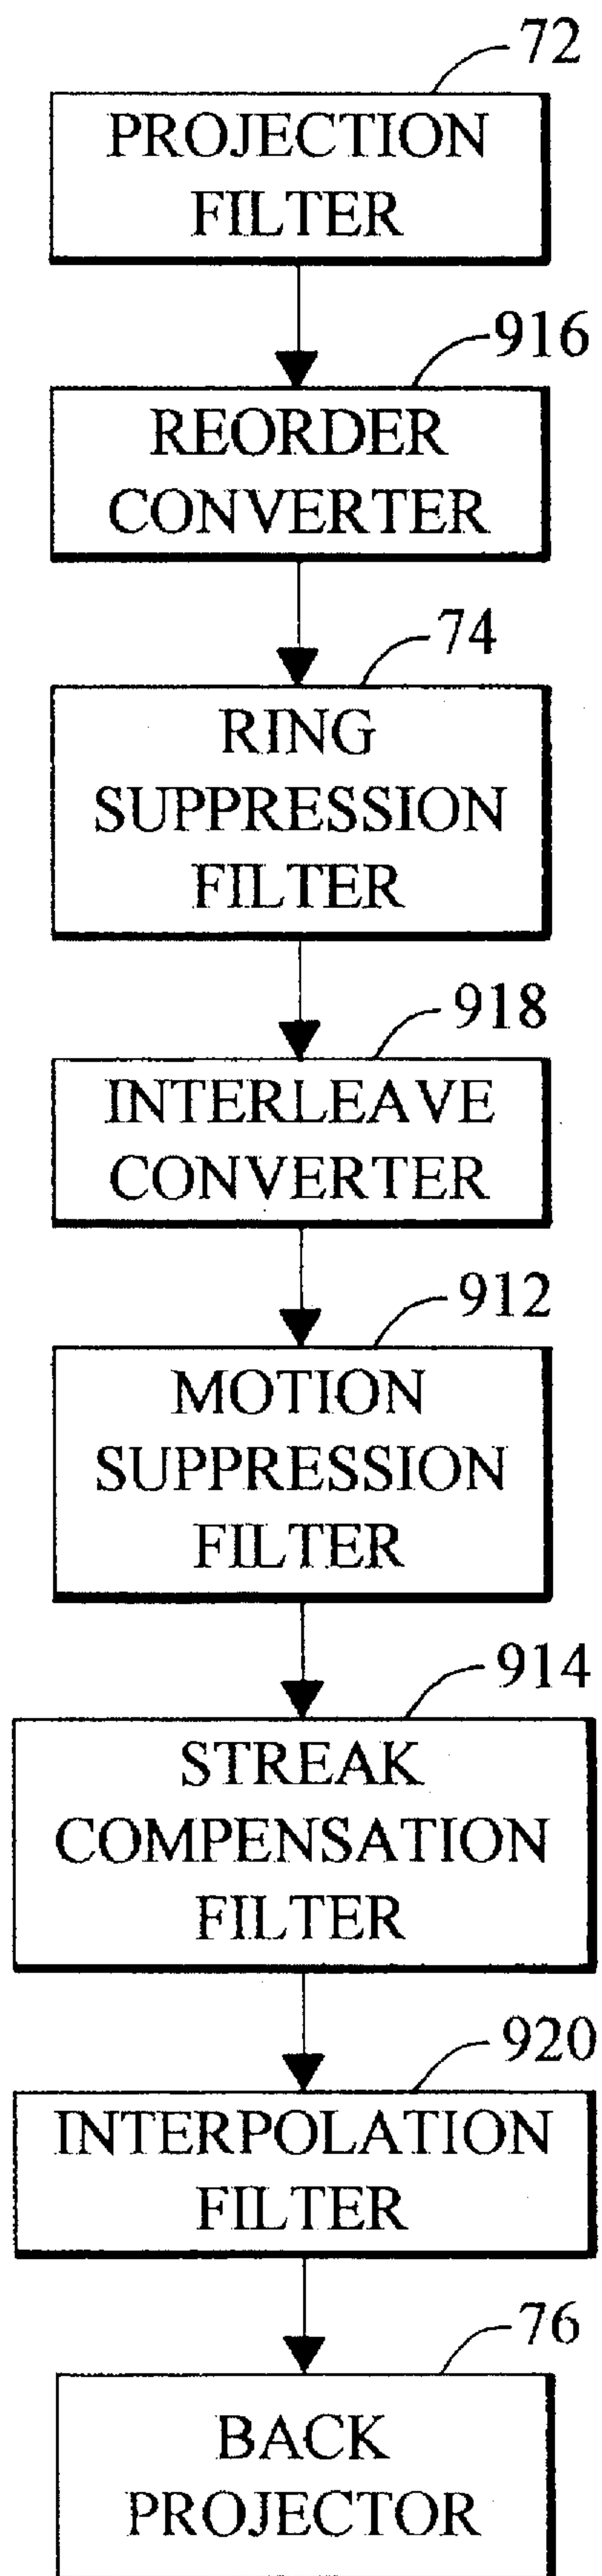 72
PROJECTION
FILTER
916
REORDER
CONVERTER
74
RING
SUPPRESSION
FILTER
918
INTERLEAVE
CONVERTER
912
MOTION
SUPPRESSION
FILTER
914
STREAK
COMPENSATION
FILTER
920
INTERPOLATION
FILTER
76
BACK
PROJECTOR